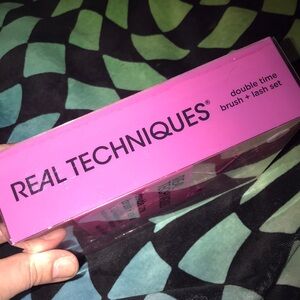 REAL TECHNIQUES®
double time
brush + lash set